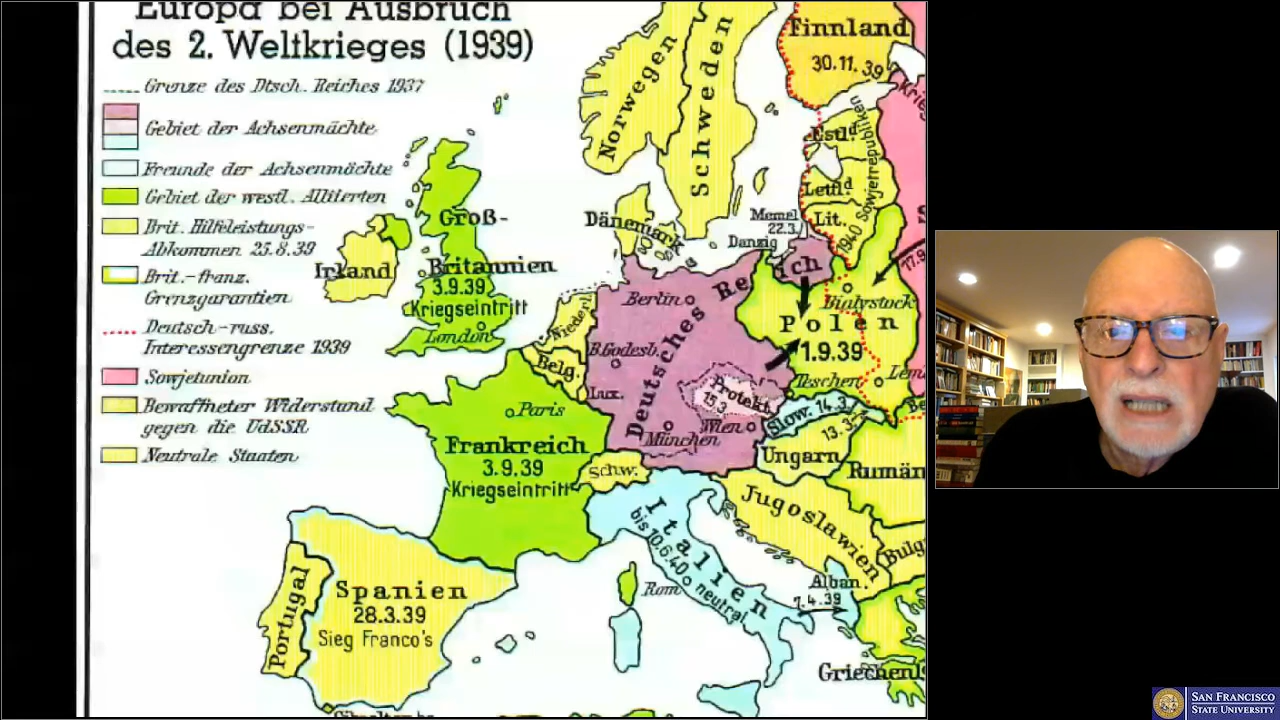 Europa bei Ausbruch
des 2. Weltkrieges (1939)
Grenze des Dtsch. Reiches 1937
Gebiet der Achsenmächte
Freunde der Achsenmächte
Gebiet der westl. Alliierten
Brit. Hilfeleistungs-
Abkommen 25.8.39
Brit.-franz.
Grenzgarantien
Deutsch-russ.
Interessengrenze 1939
Sowjetunion
Bewaffneter Widerstand
gegen die UdSSR
Neutrale Staaten
Norwegen
Schweden
Finnland
30.11.39
Estld
Lettld
Lit.
1940 Sowjetrepubliken
Dänemark
Memel
22.3.
Danzig
Groß-
Britannien
3.9.39
Kriegseintritt
London
Irland
Niederl.
Belg.
Lux.
Deutsches Reich
Berlin
B.Godesb.
München
Wien
Protekt.
15.3.
Polen
1.9.39
Bialystock
17.9
Teschen
Lem
Slow. 14.3.
13.3
Ungarn
Rumän
Paris
Frankreich
3.9.39
Kriegseintritt
Schw.
Italien
bis 10.6.40 neutral
Rom
Jugoslawien
Bulg
Alban.
7.4.39
Griechenl
Spanien
28.3.39
Sieg Franco's
Portugal
SAN FRANCISCO
STATE UNIVERSITY